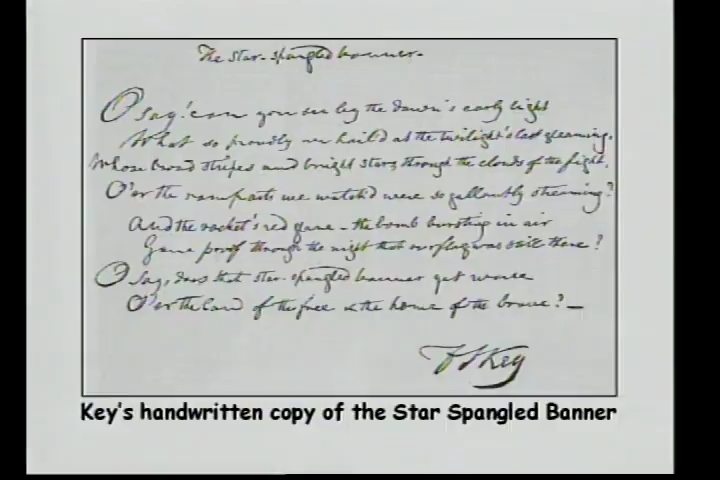 The Star-spangled banner.
O say! can you see by the dawn's early light
What so proudly we hail'd at the twilight's last gleaming,
Whose broad stripes and bright stars through the clouds of the fight,
O'er the ramparts we watch'd were so gallantly streaming?
And the rocket's red glare - the bomb bursting in air
Gave proof through the night that our flag was still there?
O say, does that star-spangled banner yet wave
O'er the land of the free & the home of the brave? _
F S Key
Key's handwritten copy of the Star Spangled Banner